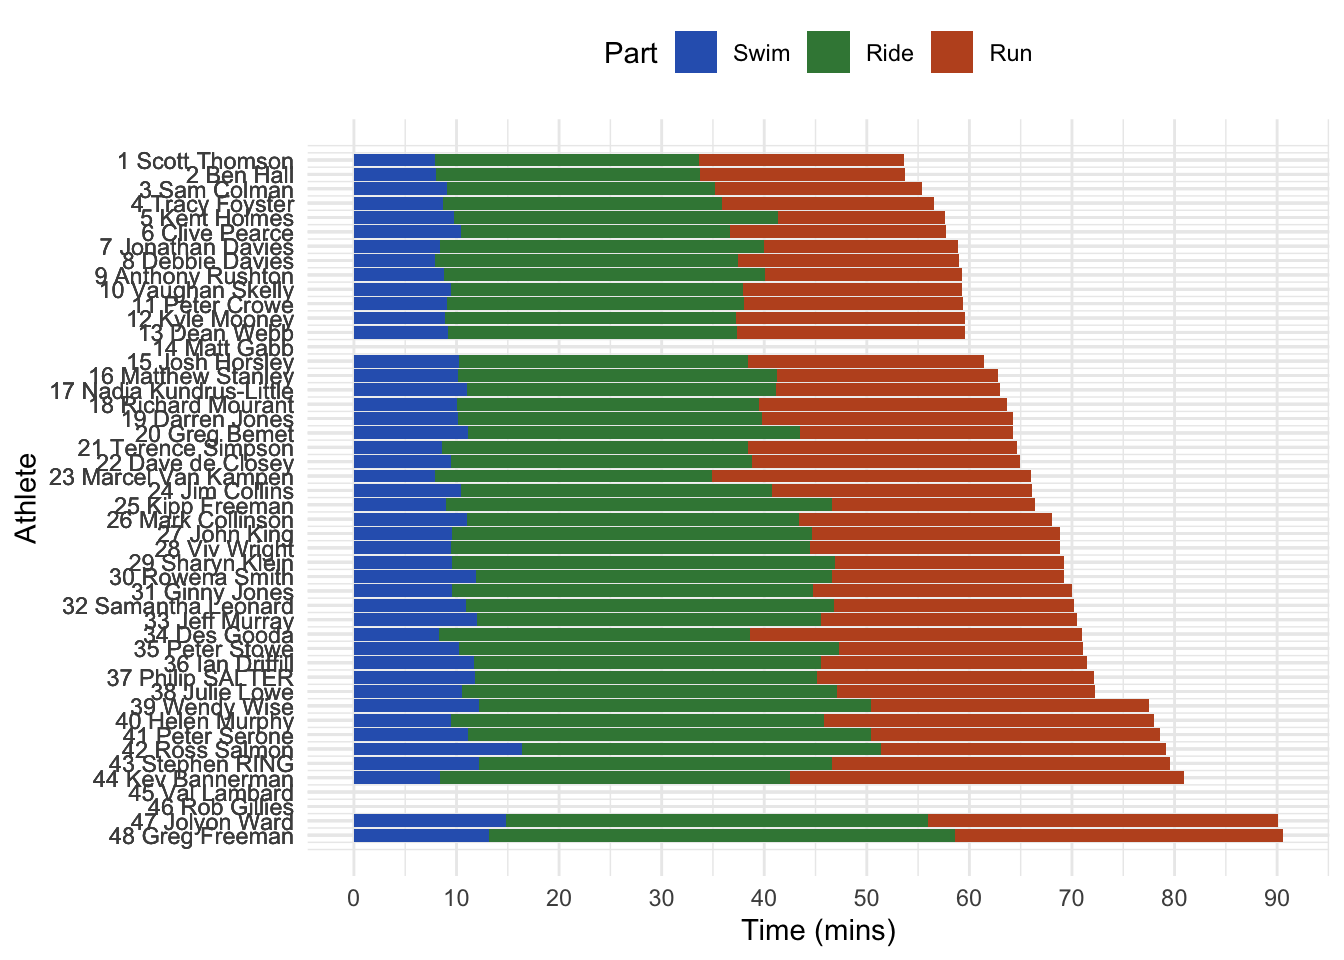 Part Swim Ride Run
1 Scott Thomson
2 Ben Hall
3 Sam Colman
4 Tracy Foyster
5 Kent Holmes
6 Clive Pearce
7 Jonathan Davies
8 Debbie Davies
9 Anthony Rushton
10 Vaughan Skelly
11 Peter Crowe
12 Kyle Mooney
13 Dean Webb
14 Matt Gabb
15 Josh Horsley
16 Matthew Stanley
17 Nadia Kundrus-Little
18 Richard Mourant
19 Darren Jones
20 Greg Bemet
21 Terence Simpson
22 Dave de Closey
23 Marcel Van Kampen
24 Jim Collins
25 Kipp Freeman
26 Mark Collinson
27 John King
28 Viv Wright
29 Sharyn Klein
30 Rowena Smith
31 Ginny Jones
32 Samantha Leonard
33 Jeff Murray
34 Des Gooda
35 Peter Stowe
36 Ian Driffill
37 Philip SALTER
38 Julie Lowe
39 Wendy Wise
40 Helen Murphy
41 Peter Serone
42 Ross Salmon
43 Stephen RING
44 Kev Bannerman
45 Val Lambard
46 Rob Gillies
47 Jolyon Ward
48 Greg Freeman
Athlete
0 10 20 30 40 50 60 70 80 90
Time (mins)